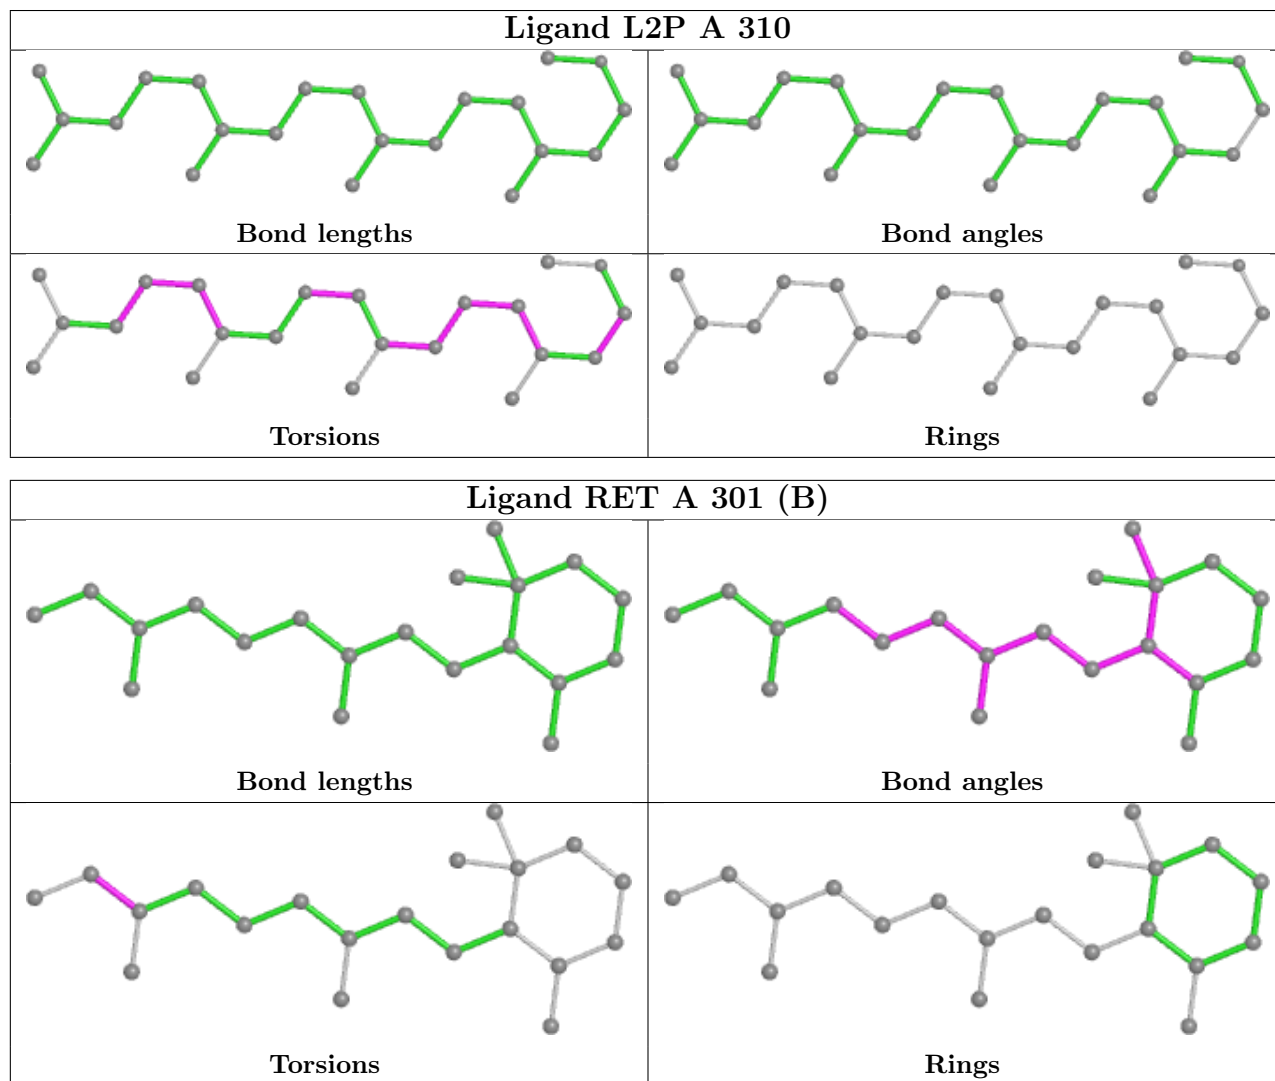 Ligand L2P A 310
Bond lengths
Bond angles
Torsions
Rings
Ligand RET A 301 (B)
Bond lengths
Bond angles
Torsions
Rings